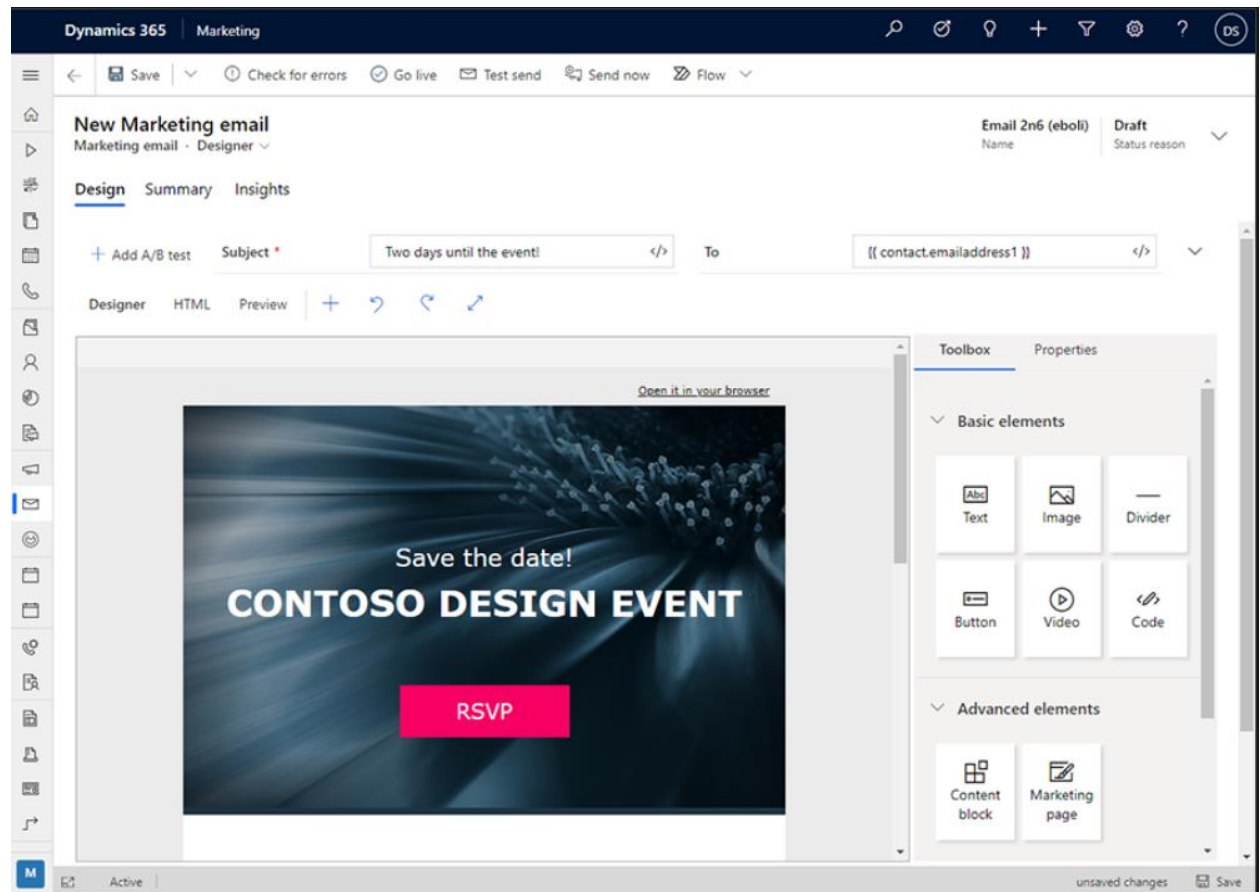 Dynamics 365 Marketing
DS
Save Check for errors Go live Test send Send now Flow
New Marketing email
Marketing email · Designer
Email 2n6 (eboli)
Name
Draft
Status reason
Design Summary Insights
+ Add A/B test Subject * Two days until the event! </> To {{ contact.emailaddress1 }} </>
Designer HTML Preview
Toolbox Properties
Open it in your browser
Save the date!
CONTOSO DESIGN EVENT
RSVP
Basic elements
Abc
Text Image Divider
Button Video Code
Advanced elements
Content block
Marketing page
M
Active
unsaved changes Save